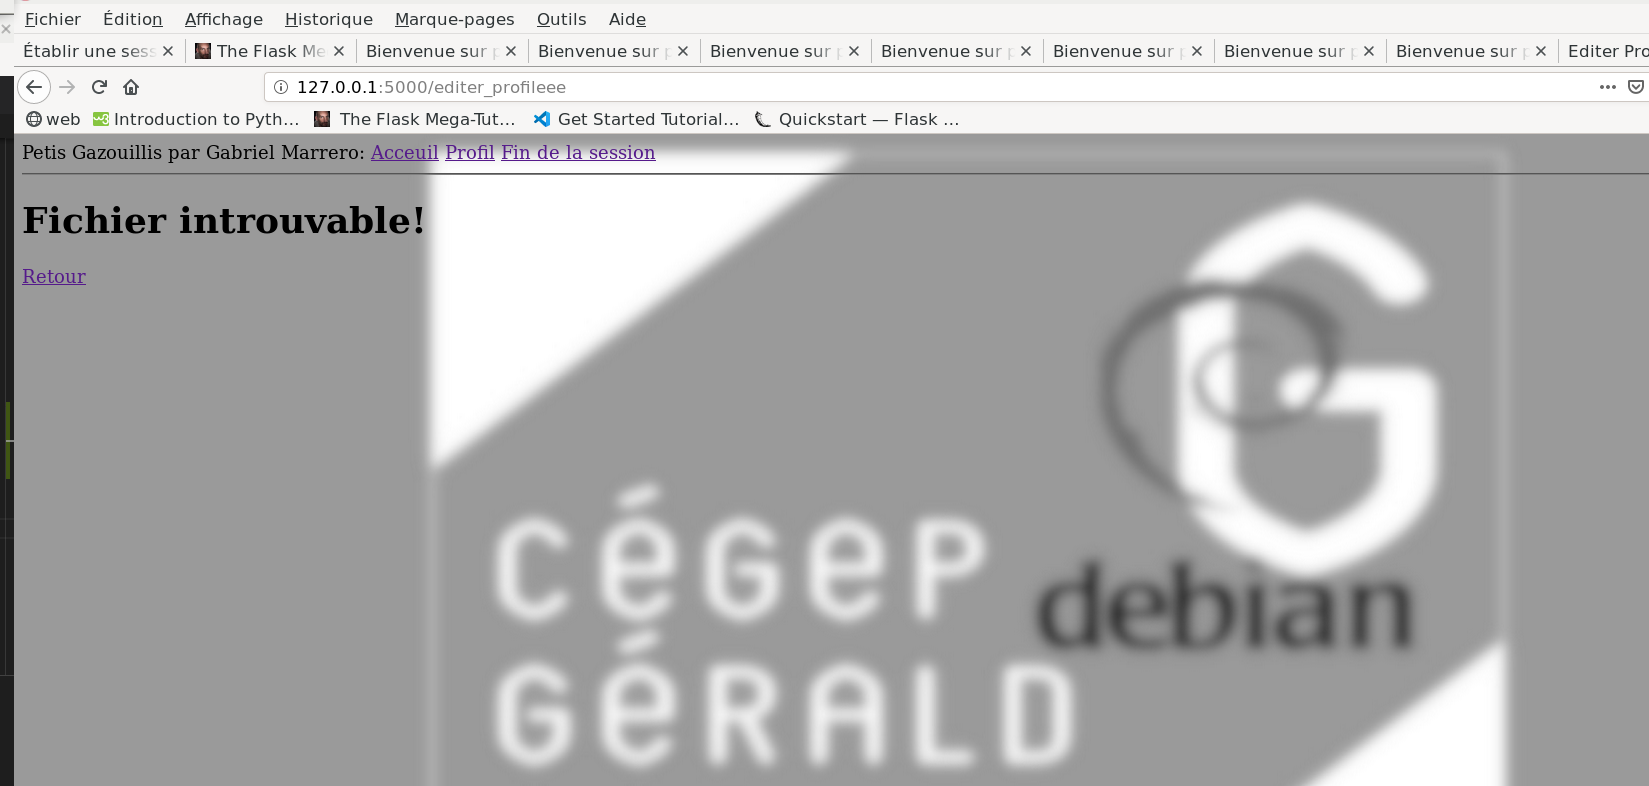 Fichier Édition Affichage Historique Marque-pages Outils Aide
Établir une sess The Flask Me Bienvenue sur p Bienvenue sur p Bienvenue sur p Bienvenue sur p Bienvenue sur p Bienvenue sur p Bienvenue sur p Editer Pro
127.0.0.1:5000/editer_profileee
web Introduction to Pyth… The Flask Mega-Tut… Get Started Tutorial… Quickstart — Flask …
Petis Gazouillis par Gabriel Marrero: Acceuil Profil Fin de la session
Fichier introuvable!
Retour
CéGeP
debian
GéRALD